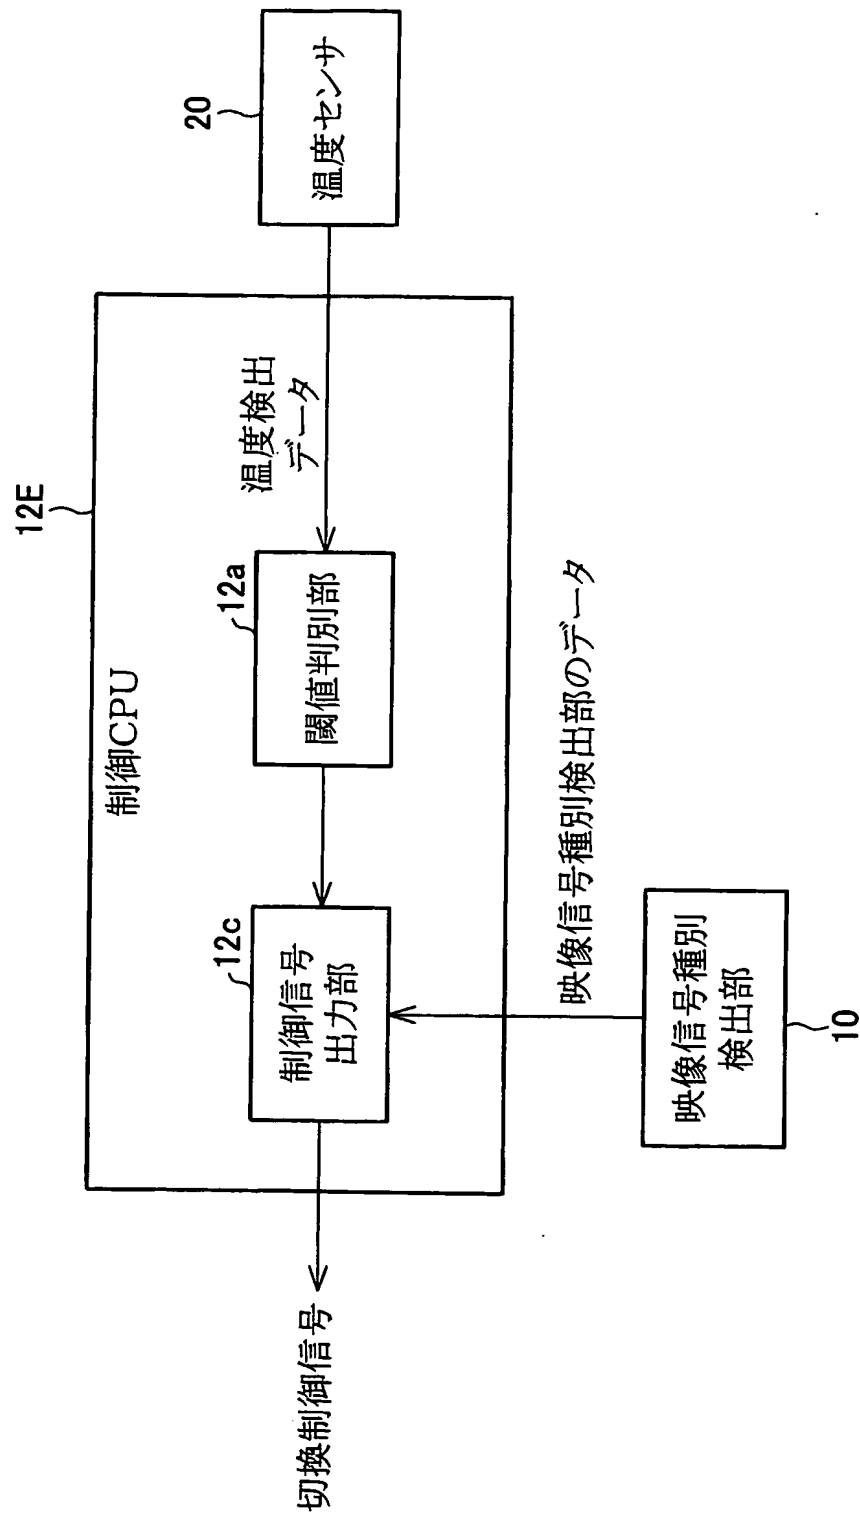 12E
制御CPU
切換制御信号
12c
制御信号
出力部
12a
閾値判別部
温度検出
データ
20
温度センサ
映像信号種別検出部のデータ
映像信号種別
検出部
10